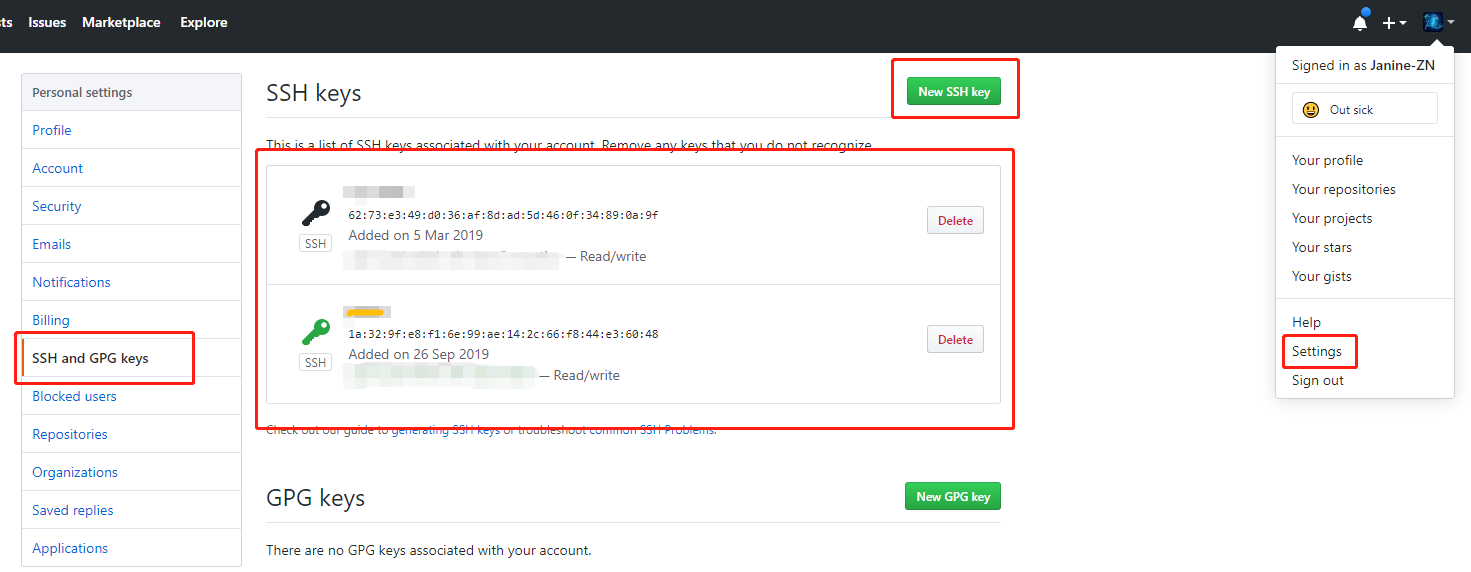 ts Issues Marketplace Explore
Signed in as Janine-ZN
Out sick
Your profile
Your repositories
Your projects
Your stars
Your gists
Help
Settings
Sign out
Personal settings
Profile
Account
Security
Emails
Notifications
Billing
SSH and GPG keys
Blocked users
Repositories
Organizations
Saved replies
Applications
SSH keys
New SSH key
This is a list of SSH keys associated with your account. Remove any keys that you do not recognize.
62:73:e3:49:d0:36:af:8d:ad:5d:46:0f:34:89:0a:9f
Added on 5 Mar 2019
SSH
— Read/write
Delete
1a:32:9f:e8:f1:6e:99:ae:14:2c:66:f8:44:e3:60:48
Added on 26 Sep 2019
SSH
— Read/write
Delete
Check out our guide to generating SSH keys or troubleshoot common SSH Problems.
GPG keys
New GPG key
There are no GPG keys associated with your account.